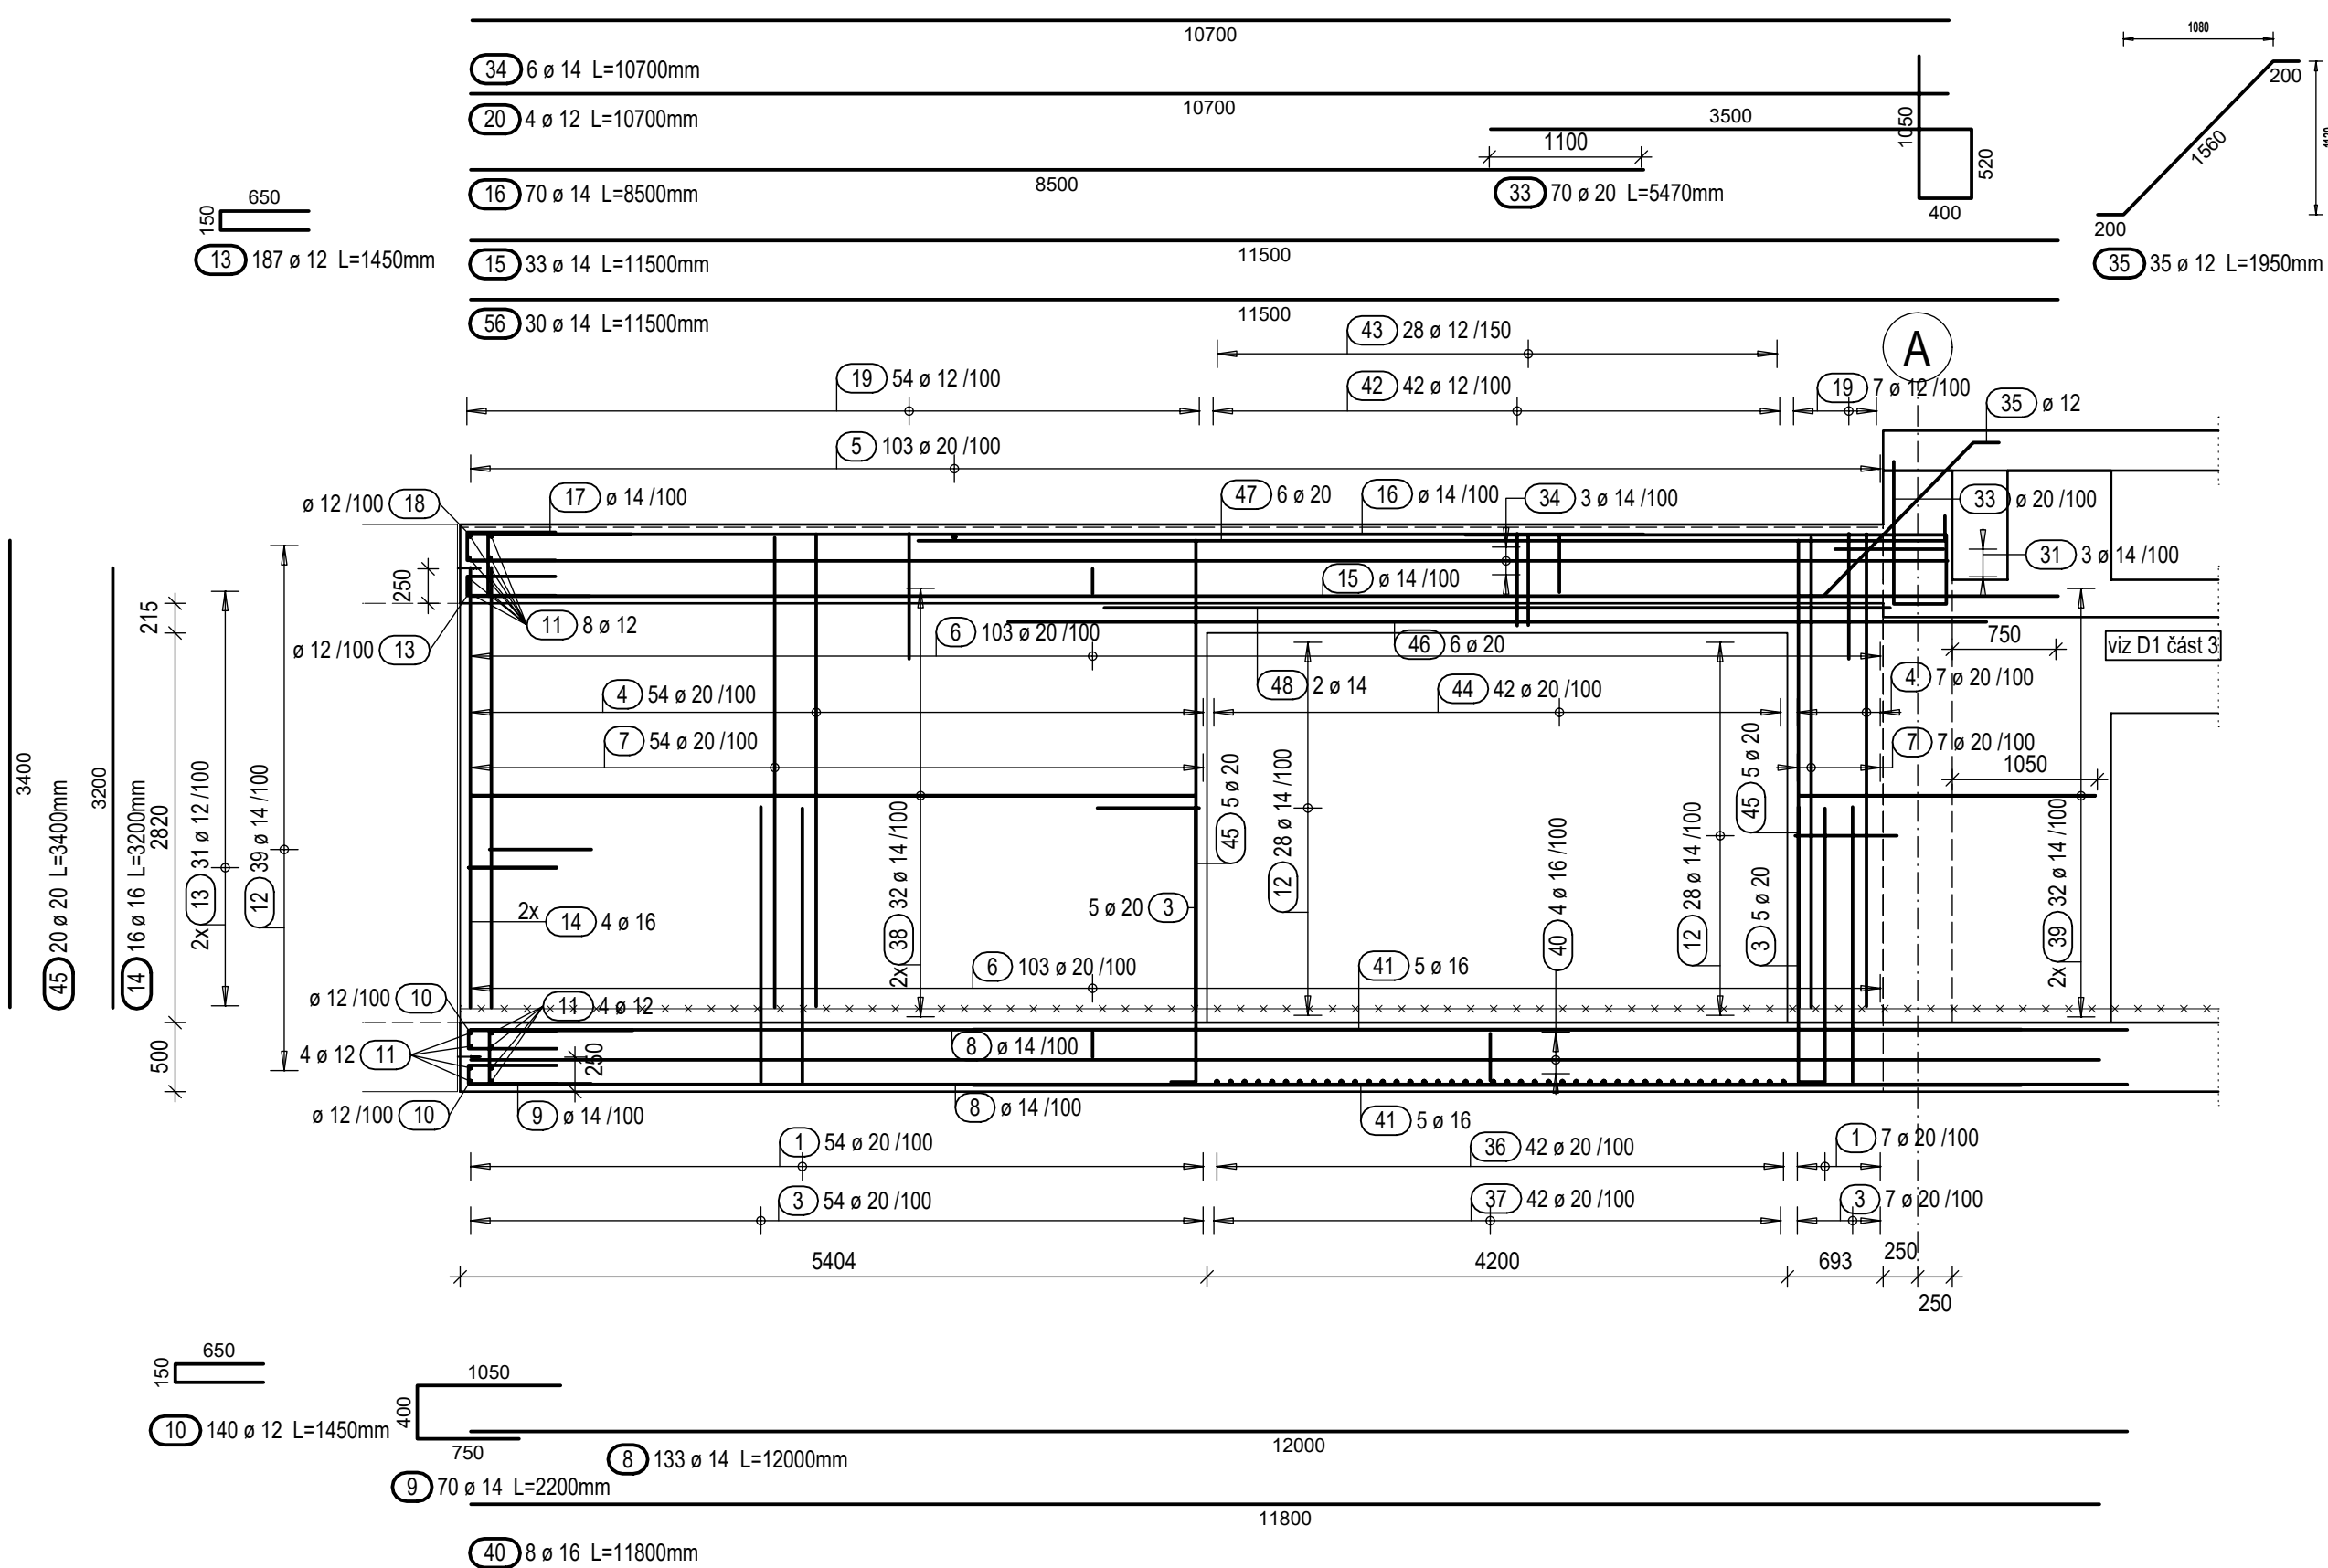 10700
34 6 ø 14 L=10700mm
10700
20 4 ø 12 L=10700mm
8500
16 70 ø 14 L=8500mm
1100
3500
1050
520
400
33 70 ø 20 L=5470mm
1080
200
1560
200
35 35 ø 12 L=1950mm
650
150
13 187 ø 12 L=1450mm
11500
15 33 ø 14 L=11500mm
11500
56 30 ø 14 L=11500mm
43 28 ø 12 /150
A
19 54 ø 12 /100
42 42 ø 12 /100
19 7 ø 12 /100
35 ø 12
5 103 ø 20 /100
ø 12 /100 18
17 ø 14 /100
47 6 ø 20
16 ø 14 /100
34 3 ø 14 /100
33 ø 20 /100
31 3 ø 14 /100
250
15 ø 14 /100
215
11 8 ø 12
6 103 ø 20 /100
46 6 ø 20
750
viz D1 část 3
ø 12 /100 13
48 2 ø 14
44 42 ø 20 /100
4 54 ø 20 /100
4 7 ø 20 /100
7 54 ø 20 /100
7 7 ø 20 /100
1050
3400
45 20 ø 20 L=3400mm
3200
14 16 ø 16 L=3200mm
2820
2x 13 31 ø 12 /100
12 39 ø 14 /100
2x 14 4 ø 16
2x 38 32 ø 14 /100
5 ø 20 3
45 5 ø 20
12 28 ø 14 /100
40 4 ø 16 /100
12 28 ø 14 /100
3 5 ø 20
45 5 ø 20
2x 39 32 ø 14 /100
6 103 ø 20 /100
41 5 ø 16
ø 12 /100 10
11 4 ø 12
4 ø 12 11
500
250
8 ø 14 /100
ø 12 /100 10
9 ø 14 /100
8 ø 14 /100
41 5 ø 16
1 54 ø 20 /100
36 42 ø 20 /100
1 7 ø 20 /100
3 54 ø 20 /100
37 42 ø 20 /100
3 7 ø 20 /100
5404
4200
693
250
250
650
150
10 140 ø 12 L=1450mm
1050
400
750
9 70 ø 14 L=2200mm
12000
8 133 ø 14 L=12000mm
11800
40 8 ø 16 L=11800mm